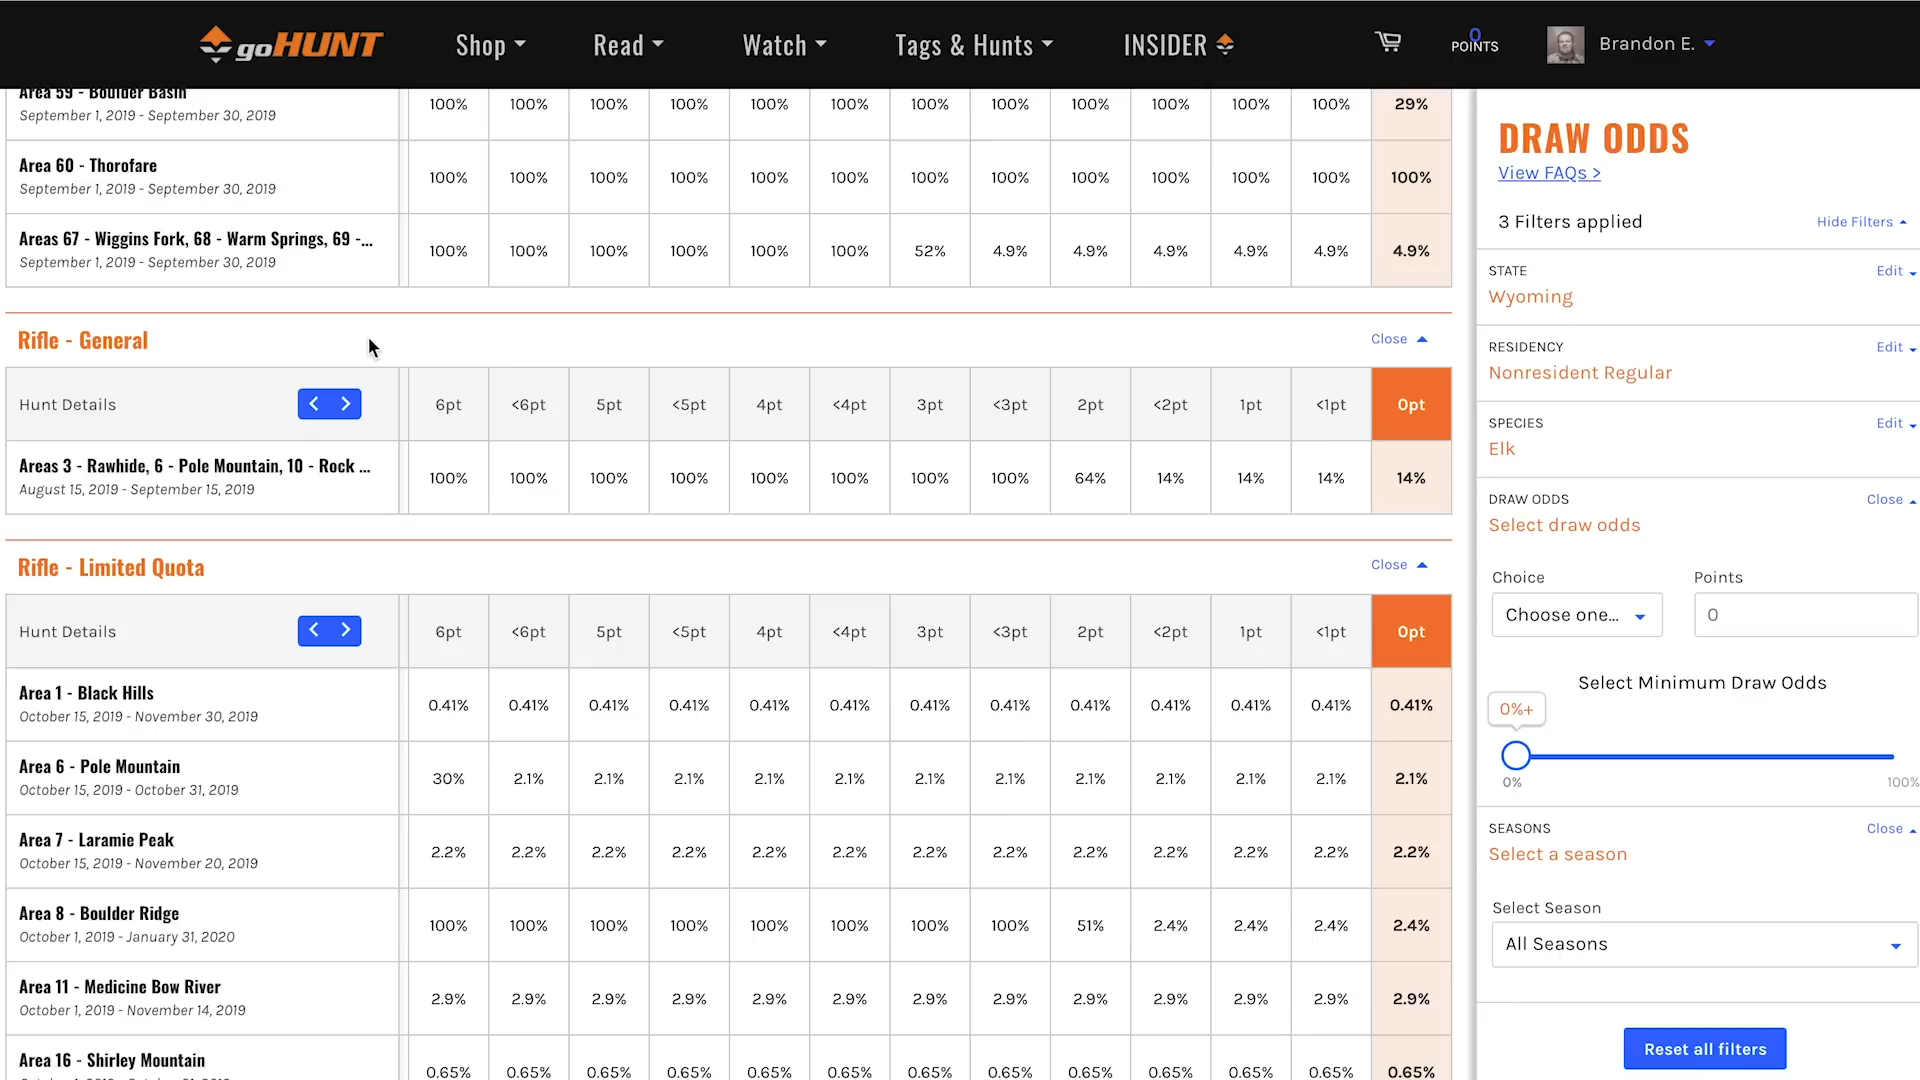 goHUNT Shop Read Watch Tags & Hunts INSIDER 0 POINTS Brandon E.
Area 59 - Boulder Basin
September 1, 2019 - September 30, 2019
100% 100% 100% 100% 100% 100% 100% 100% 100% 100% 100% 100% 29%
Area 60 - Thorofare
September 1, 2019 - September 30, 2019
100% 100% 100% 100% 100% 100% 100% 100% 100% 100% 100% 100% 100%
Areas 67 - Wiggins Fork, 68 - Warm Springs, 69 -...
September 1, 2019 - September 30, 2019
100% 100% 100% 100% 100% 100% 52% 4.9% 4.9% 4.9% 4.9% 4.9% 4.9%
Rifle - General Close
Hunt Details < > 6pt <6pt 5pt <5pt 4pt <4pt 3pt <3pt 2pt <2pt 1pt <1pt 0pt
Areas 3 - Rawhide, 6 - Pole Mountain, 10 - Rock ...
August 15, 2019 - September 15, 2019
100% 100% 100% 100% 100% 100% 100% 100% 64% 14% 14% 14% 14%
Rifle - Limited Quota Close
Hunt Details < > 6pt <6pt 5pt <5pt 4pt <4pt 3pt <3pt 2pt <2pt 1pt <1pt 0pt
Area 1 - Black Hills
October 15, 2019 - November 30, 2019
0.41% 0.41% 0.41% 0.41% 0.41% 0.41% 0.41% 0.41% 0.41% 0.41% 0.41% 0.41% 0.41%
Area 6 - Pole Mountain
October 15, 2019 - October 31, 2019
30% 2.1% 2.1% 2.1% 2.1% 2.1% 2.1% 2.1% 2.1% 2.1% 2.1% 2.1% 2.1%
Area 7 - Laramie Peak
October 15, 2019 - November 20, 2019
2.2% 2.2% 2.2% 2.2% 2.2% 2.2% 2.2% 2.2% 2.2% 2.2% 2.2% 2.2% 2.2%
Area 8 - Boulder Ridge
October 1, 2019 - January 31, 2020
100% 100% 100% 100% 100% 100% 100% 100% 51% 2.4% 2.4% 2.4% 2.4%
Area 11 - Medicine Bow River
October 1, 2019 - November 14, 2019
2.9% 2.9% 2.9% 2.9% 2.9% 2.9% 2.9% 2.9% 2.9% 2.9% 2.9% 2.9% 2.9%
Area 16 - Shirley Mountain
0.65% 0.65% 0.65% 0.65% 0.65% 0.65% 0.65% 0.65% 0.65% 0.65% 0.65% 0.65% 0.65%
DRAW ODDS
View FAQs >
3 Filters applied Hide Filters
STATE Edit
Wyoming
RESIDENCY Edit
Nonresident Regular
SPECIES Edit
Elk
DRAW ODDS Close
Select draw odds
Choice Points
Choose one... 0
Select Minimum Draw Odds
0%+
0% 100%
SEASONS Close
Select a season
Select Season
All Seasons
Reset all filters